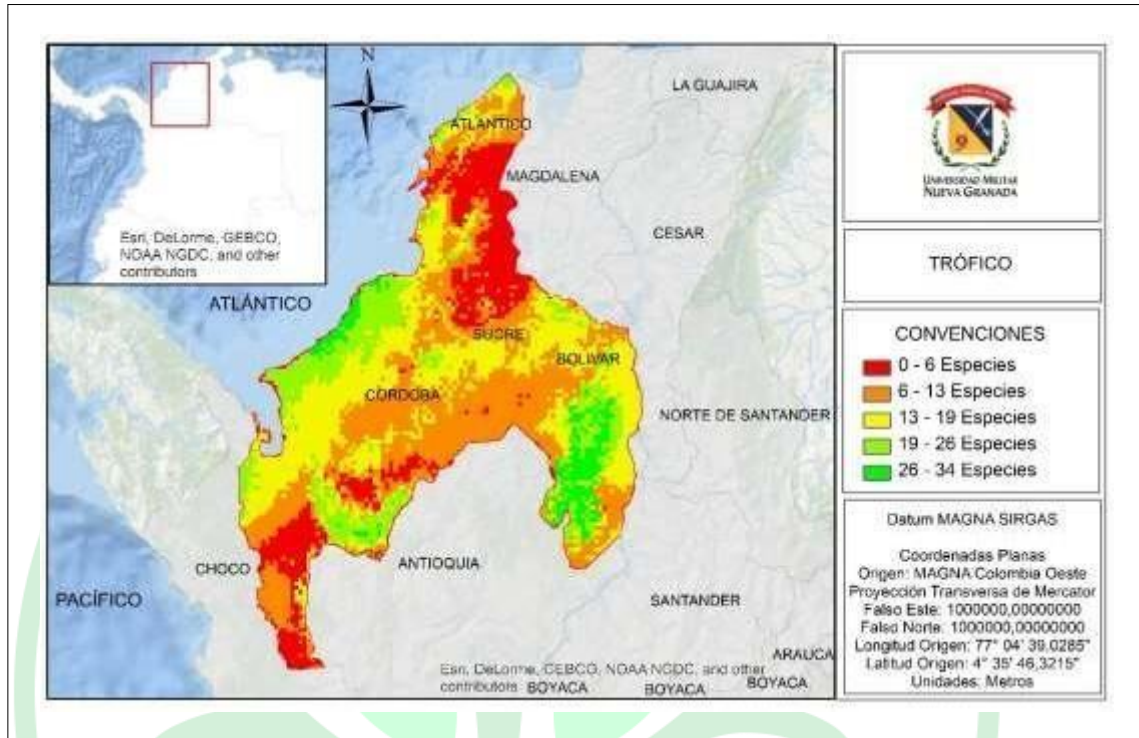 N
LA GUAJIRA
ATLANTICO
MAGDALENA
CESAR
Esri, DeLorme, GEBCO,
NOAA NGDC, and other
contributors
ATLÁNTICO
SUCRE
BOLIVAR
CORDOBA
NORTE DE SANTANDER
CHOCO
ANTIOQUIA
PACÍFICO
SANTANDER
ARAUCA
Esri, DeLorme, GEBCO, NOAA NGDC, and other
contributors
BOYACA
BOYACA
BOYACA
UNIVERSIDAD MILITAR
NUEVA GRANADA
TRÓFICO
CONVENCIONES
0 - 6 Especies
6 - 13 Especies
13 - 19 Especies
19 - 26 Especies
26 - 34 Especies
Datum MAGNA SIRGAS
Coordenadas Planas
Origen: MAGNA Colombia Oeste
Proyección Transversa de Mercator
Falso Este: 1000000,00000000
Falso Norte: 1000000,00000000
Longitud Origen: 77° 04' 39,0285"
Latitud Origen: 4° 35' 46,3215"
Unidades: Metros